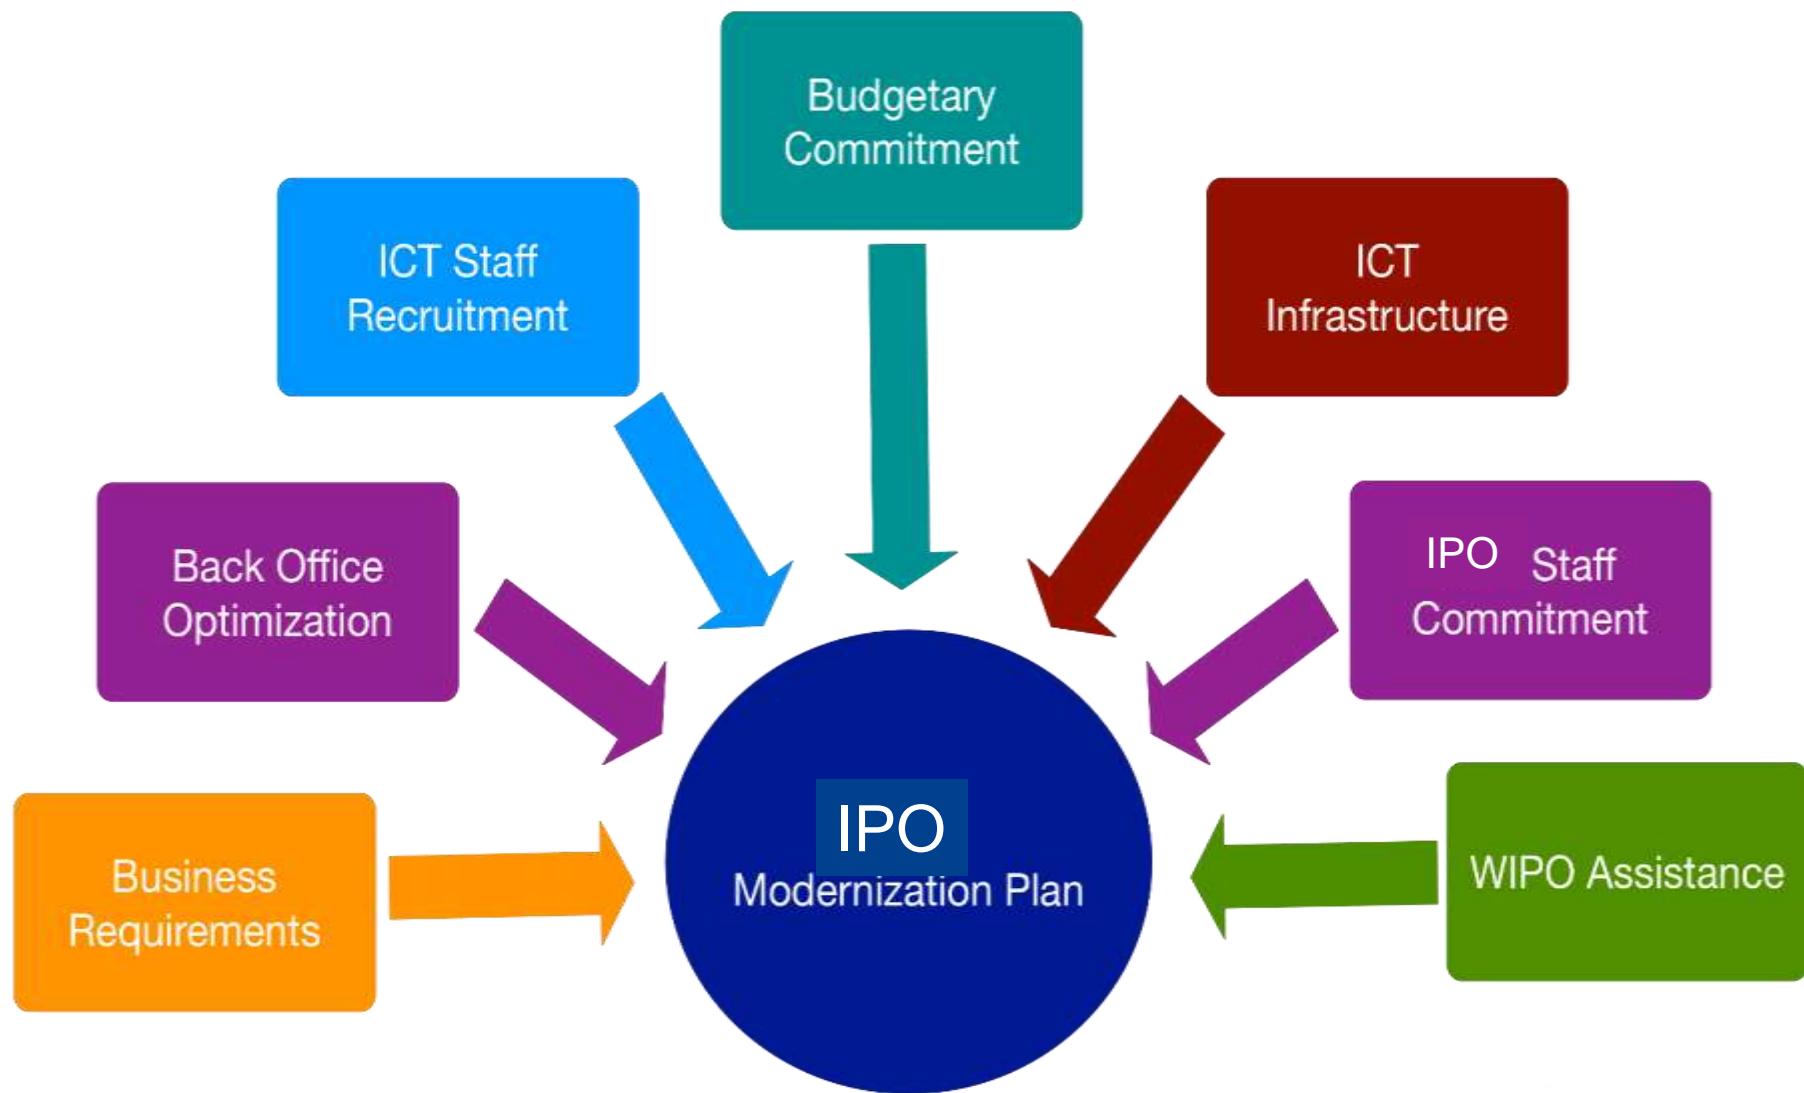 Budgetary
Commitment
ICT Staff
Recruitment
ICT
Infrastructure
Back Office
Optimization
IPO Staff
Commitment
Business
Requirements
IPO
Modernization Plan
WIPO Assistance